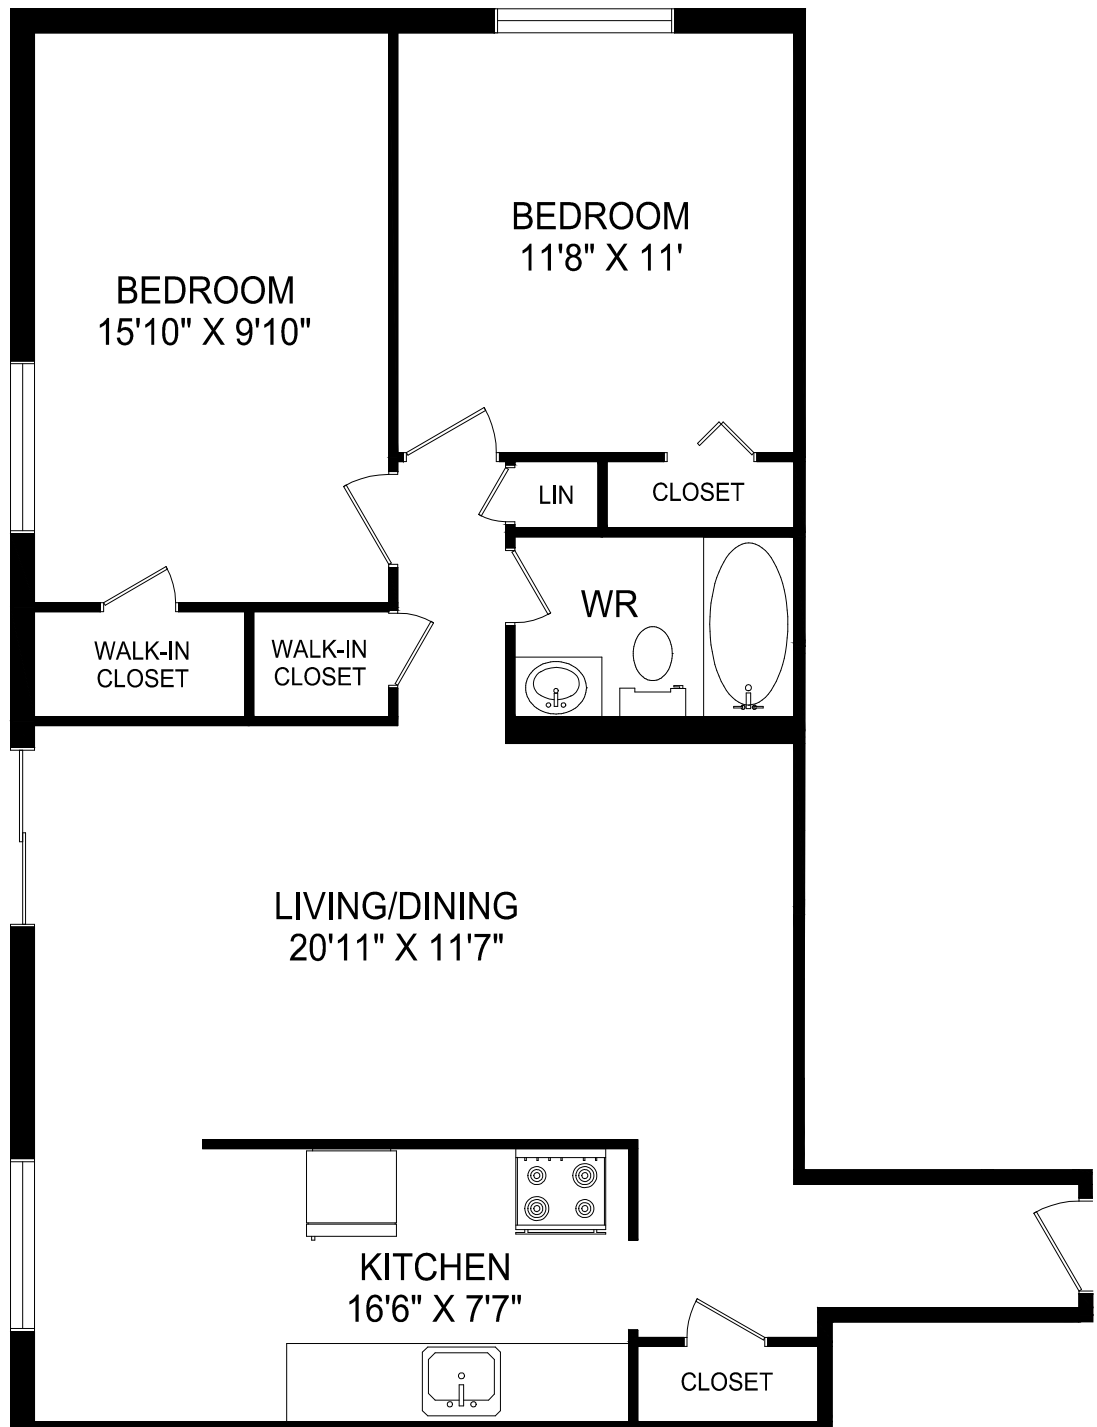 BEDROOM
11'8" X 11'
BEDROOM
15'10" X 9'10"
LIN
CLOSET
WR
WALK-IN
CLOSET
WALK-IN
CLOSET
LIVING/DINING
20'11" X 11'7"
KITCHEN
16'6" X 7'7"
CLOSET